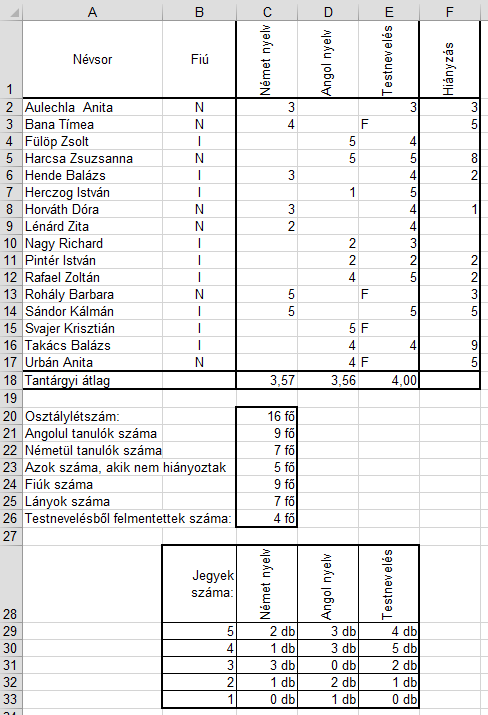 A B C D E F
1 Névsor Fiú Német nyelv Angol nyelv Testnevelés Hiányzás
2 Aulechla Anita N 3 3 3
3 Bana Tímea N 4 F 5
4 Fülöp Zsolt I 5 4
5 Harcsa Zsuzsanna N 5 5 8
6 Hende Balázs I 3 4 2
7 Herczog István I 1 5
8 Horváth Dóra N 3 4 1
9 Lénárd Zita N 2 4
10 Nagy Richard I 2 3
11 Pintér István I 2 2 2
12 Rafael Zoltán I 4 5 2
13 Rohály Barbara N 5 F 3
14 Sándor Kálmán I 5 5 5
15 Svajer Krisztián I 5 F
16 Takács Balázs I 4 4 9
17 Urbán Anita N 4 F 5
18 Tantárgyi átlag 3,57 3,56 4,00
19
20 Osztálylétszám: 16 fő
21 Angolul tanulók száma 9 fő
22 Németül tanulók száma 7 fő
23 Azok száma, akik nem hiányoztak 5 fő
24 Fiúk száma 9 fő
25 Lányok száma 7 fő
26 Testnevelésből felmentettek száma: 4 fő
27
28 Jegyek száma: Német nyelv Angol nyelv Testnevelés
29 5 2 db 3 db 4 db
30 4 1 db 3 db 5 db
31 3 3 db 0 db 2 db
32 2 1 db 2 db 1 db
33 1 0 db 1 db 0 db